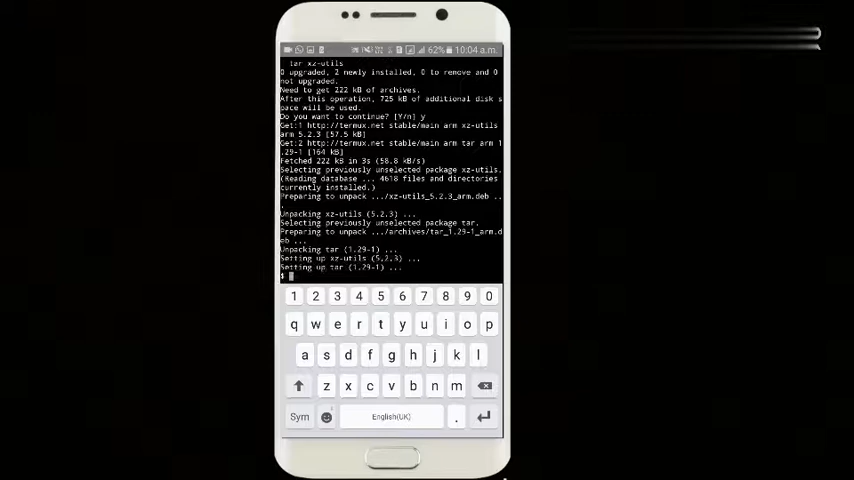 62% 10:04 a.m.
tar xz-utils
0 upgraded, 2 newly installed, 0 to remove and 0
not upgraded.
Need to get 222 kB of archives.
After this operation, 725 kB of additional disk s
pace will be used.
Do you want to continue? [Y/n] y
Get:1 http://termux.net stable/main arm xz-utils
arm 5.2.3 [57.5 kB]
Get:2 http://termux.net stable/main arm tar arm 1
.29-1 [164 kB]
Fetched 222 kB in 3s (58.8 kB/s)
Selecting previously unselected package xz-utils.
(Reading database ... 4618 files and directories
currently installed.)
Preparing to unpack .../xz-utils_5.2.3_arm.deb ..
.
Unpacking xz-utils (5.2.3) ...
Selecting previously unselected package tar.
Preparing to unpack .../archives/tar_1.29-1_arm.d
eb ...
Unpacking tar (1.29-1) ...
Setting up xz-utils (5.2.3) ...
Setting up tar (1.29-1) ...
$
1 2 3 4 5 6 7 8 9 0
q w e r t y u i o p
a s d f g h j k l
z x c v b n m
Sym English(UK) .